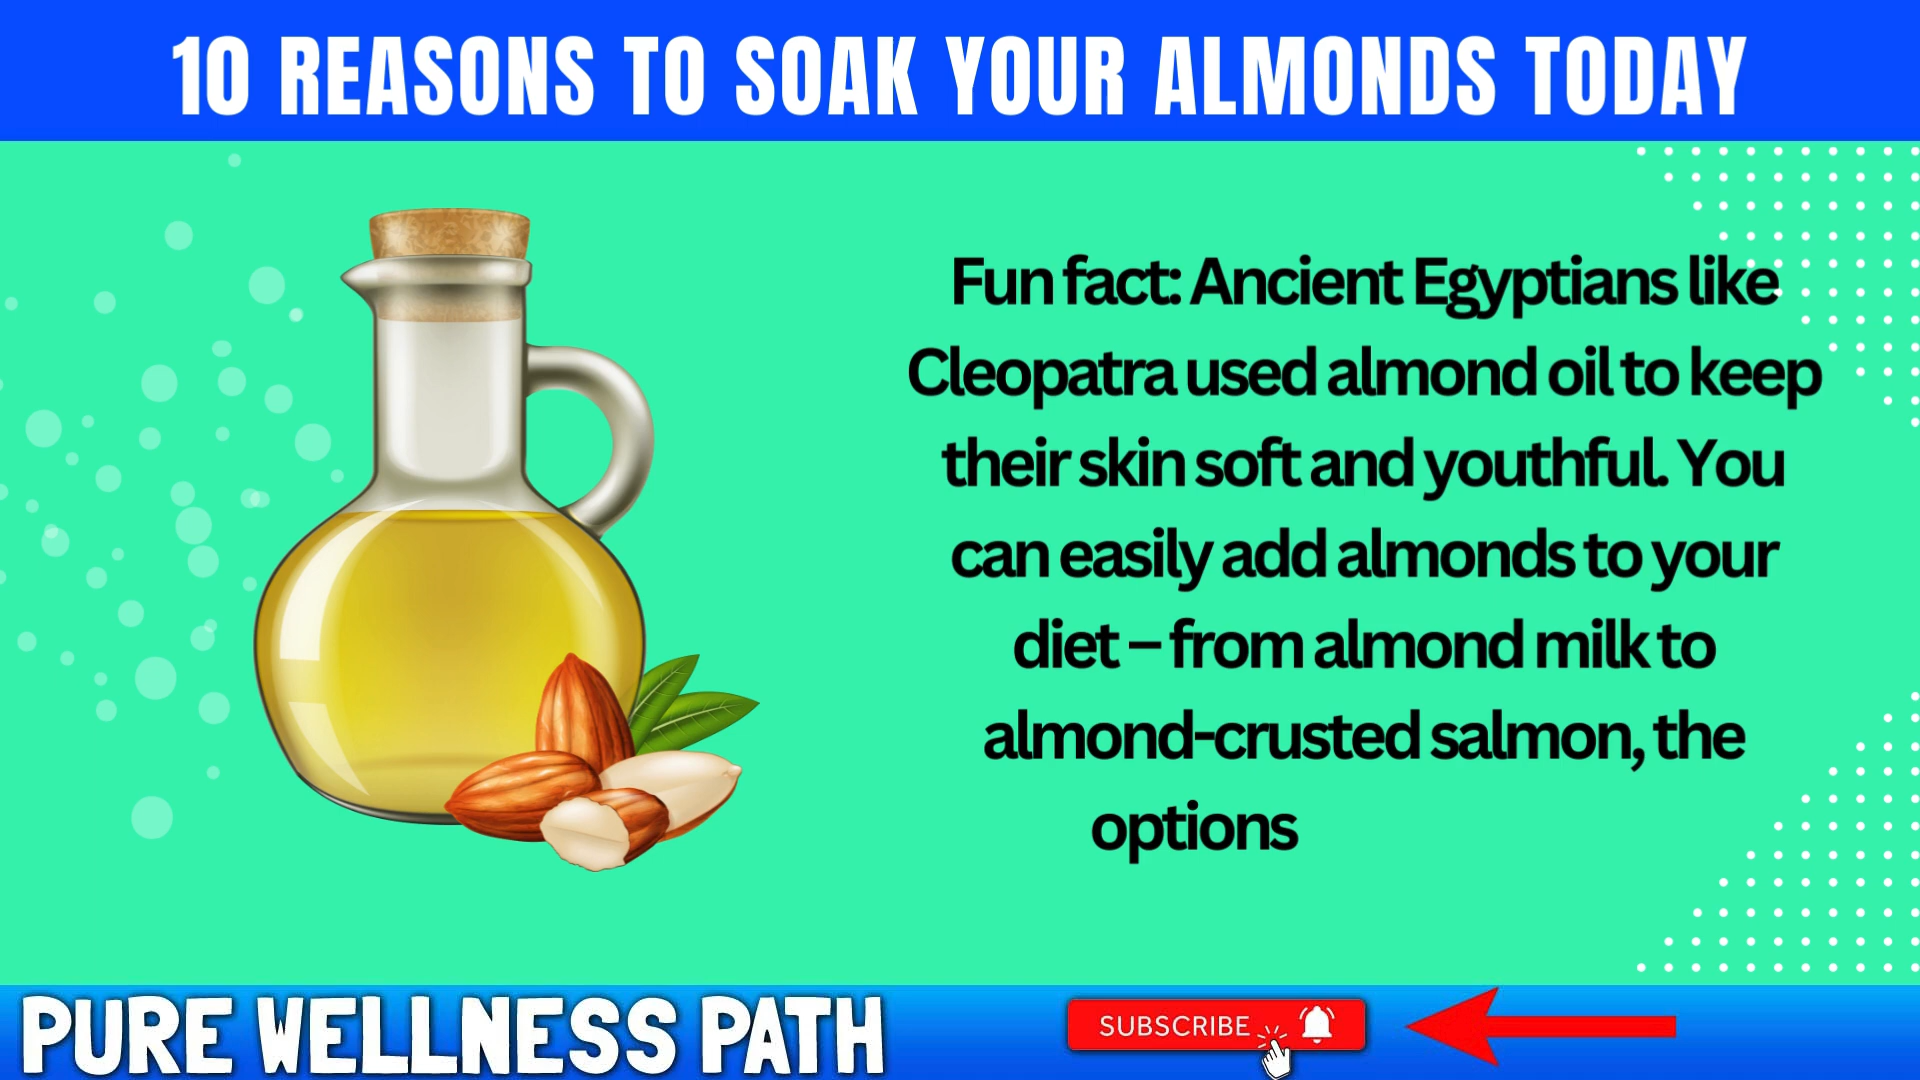 10 REASONS TO SOAK YOUR ALMONDS TODAY
Fun fact: Ancient Egyptians like
Cleopatra used almond oil to keep
their skin soft and youthful. You
can easily add almonds to your
diet – from almond milk to
almond-crusted salmon, the
options
PURE WELLNESS PATH
SUBSCRIBE